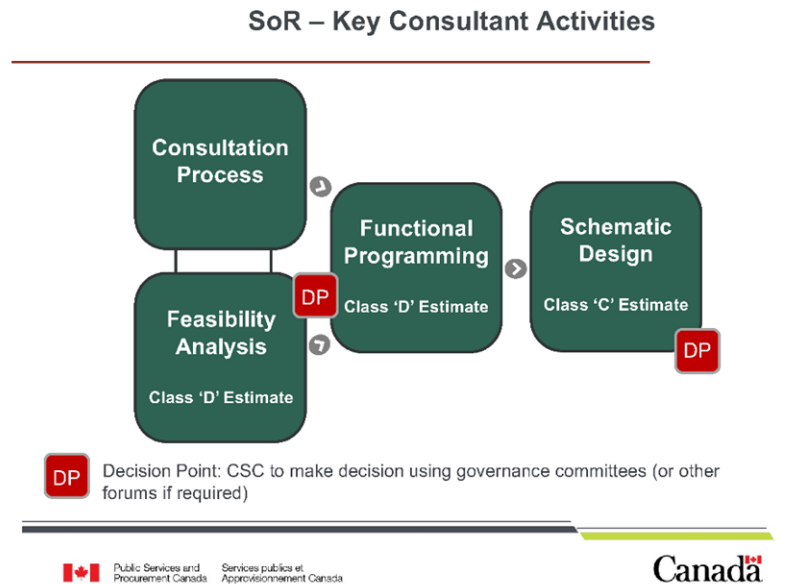 SoR – Key Consultant Activities
Consultation
Process
Functional
Programming
Class ‘D’ Estimate
Schematic
Design
Class ‘C’ Estimate
DP
Feasibility
Analysis
Class ‘D’ Estimate
DP
DP
Decision Point: CSC to make decision using governance committees (or other
forums if required)
Public Services and
Procurement Canada
Services publics et
Approvisionnement Canada
Canada